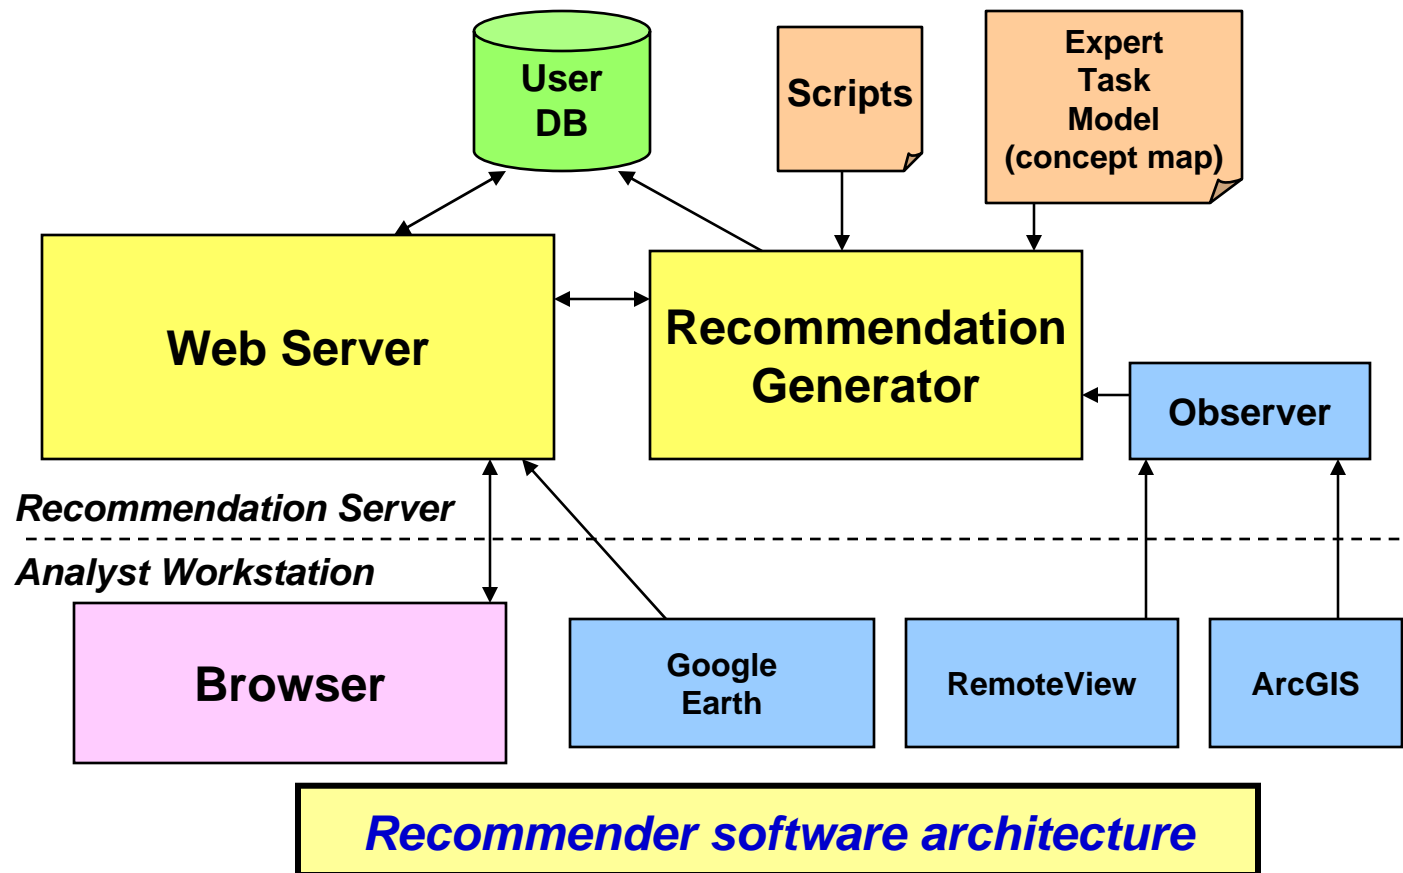 User
DB
Scripts
Expert
Task
Model
(concept map)
Web Server
Recommendation
Generator
Observer
Recommendation Server
Analyst Workstation
Browser
Google
Earth
RemoteView
ArcGIS
Recommender software architecture